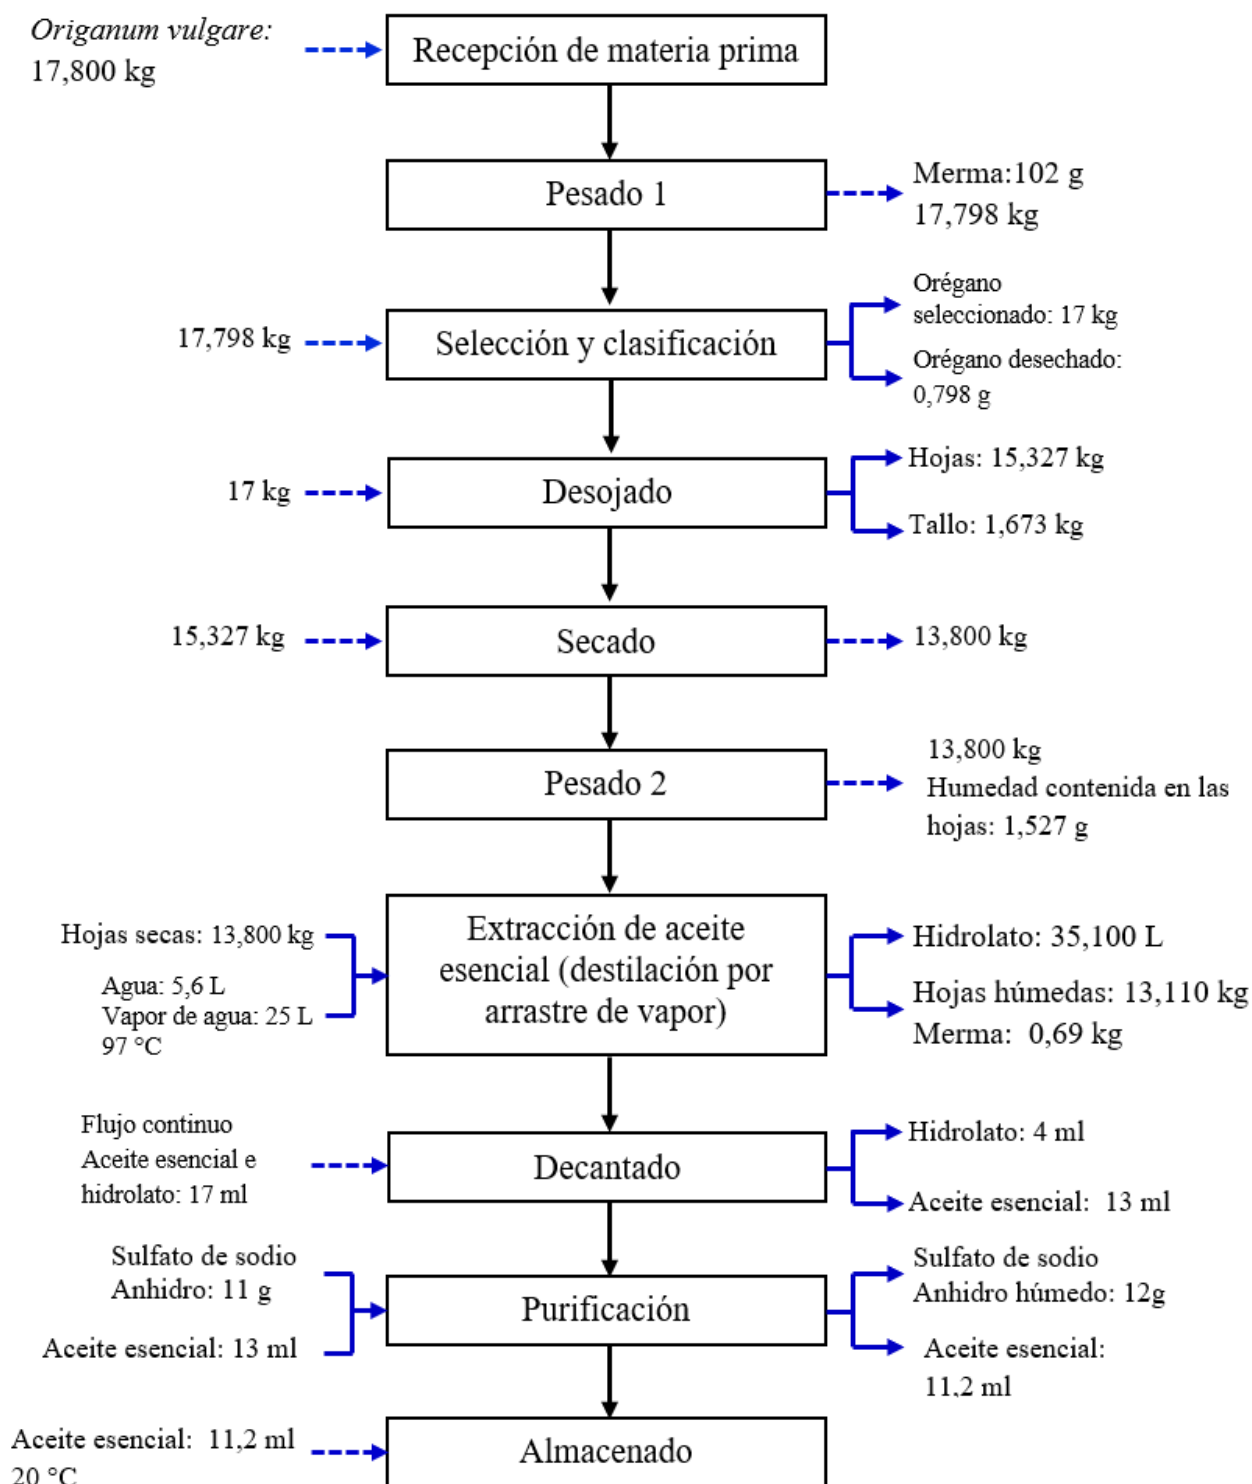 Origanum vulgare:
17,800 kg
Recepción de materia prima
Pesado 1
Merma:102 g
17,798 kg
17,798 kg
Selección y clasificación
Orégano
seleccionado: 17 kg
Orégano desechado:
0,798 g
17 kg
Desojado
Hojas: 15,327 kg
Tallo: 1,673 kg
15,327 kg
Secado
13,800 kg
Pesado 2
13,800 kg
Humedad contenida en las
hojas: 1,527 g
Hojas secas: 13,800 kg
Agua: 5,6 L
Vapor de agua: 25 L
97 °C
Extracción de aceite
esencial (destilación por
arrastre de vapor)
Hidrolato: 35,100 L
Hojas húmedas: 13,110 kg
Merma: 0,69 kg
Flujo continuo
Aceite esencial e
hidrolato: 17 ml
Decantado
Hidrolato: 4 ml
Aceite esencial: 13 ml
Sulfato de sodio
Anhidro: 11 g
Aceite esencial: 13 ml
Purificación
Sulfato de sodio
Anhidro húmedo: 12g
Aceite esencial:
11,2 ml
Aceite esencial: 11,2 ml
20 °C
Almacenado